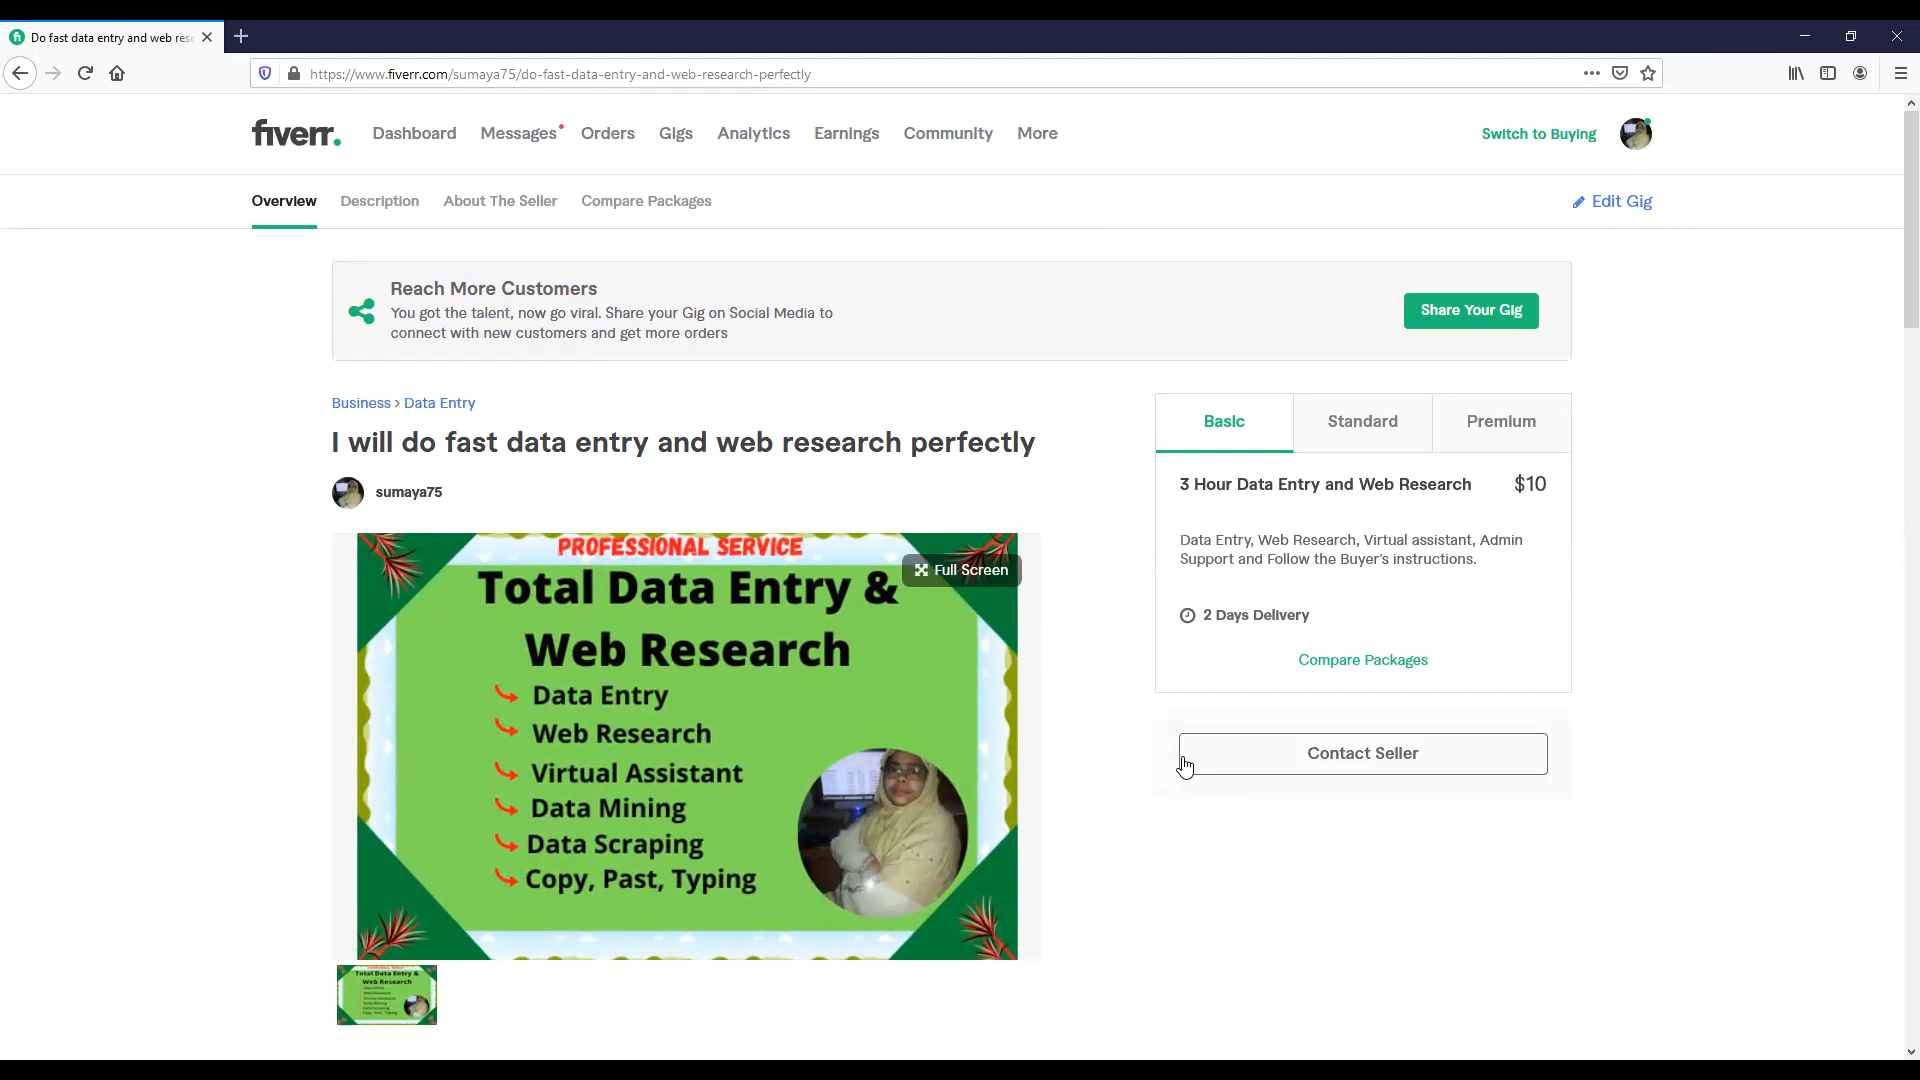 Do fast data entry and web rese
https://www.fiverr.com/sumaya75/do-fast-data-entry-and-web-research-perfectly
fiverr.
Dashboard
Messages
Orders
Gigs
Analytics
Earnings
Community
More
Switch to Buying
Overview
Description
About The Seller
Compare Packages
Edit Gig
Reach More Customers
You got the talent, now go viral. Share your Gig on Social Media to
connect with new customers and get more orders
Share Your Gig
Business > Data Entry
I will do fast data entry and web research perfectly
sumaya75
PROFESSIONAL SERVICE
Full Screen
Total Data Entry &
Web Research
Data Entry
Web Research
Virtual Assistant
Data Mining
Data Scraping
Copy, Past, Typing
Basic
Standard
Premium
3 Hour Data Entry and Web Research
$10
Data Entry, Web Research, Virtual assistant, Admin
Support and Follow the Buyer's instructions.
2 Days Delivery
Compare Packages
Contact Seller
Total Data Entry &
Web Research